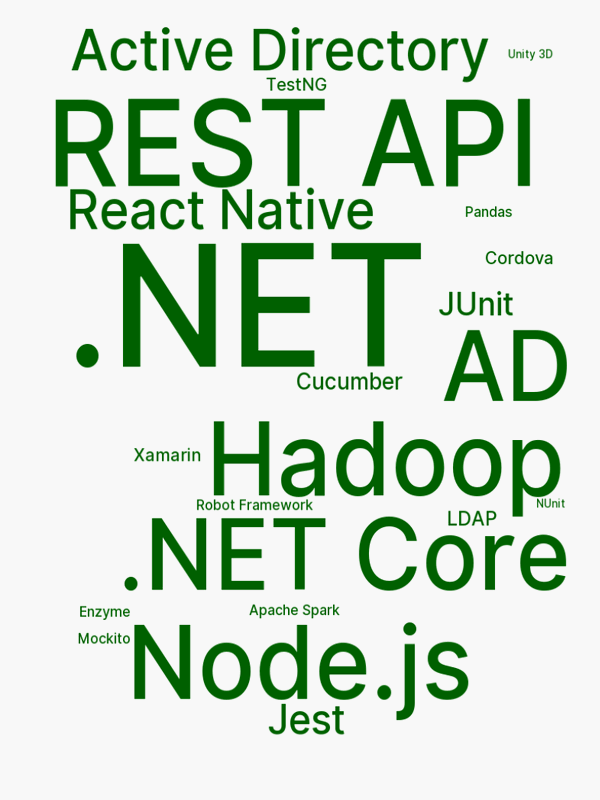 Active Directory
Unity 3D
TestNG
REST API
React Native
Pandas
.NET
Cordova
JUnit
AD
Cucumber
Hadoop
Xamarin
Robot Framework
NUnit
LDAP
.NET Core
Enzyme
Apache Spark
Mockito
Node.js
Jest